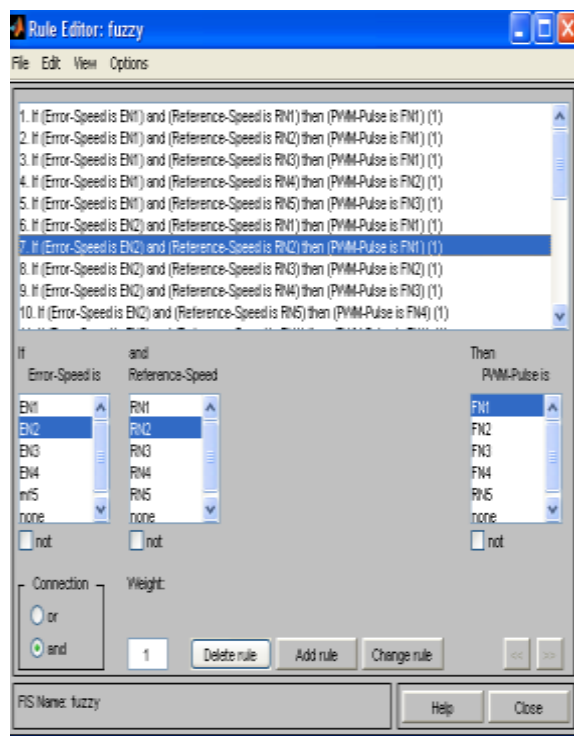 Rule Editor: fuzzy
File Edit View Options
1. If (Error-Speed is EN1) and (Reference-Speed is RN1) then (PWM-Pulse is FN1) (1)
2. If (Error-Speed is EN1) and (Reference-Speed is RN2) then (PWM-Pulse is FN1) (1)
3. If (Error-Speed is EN1) and (Reference-Speed is RN3) then (PWM-Pulse is FN1) (1)
4. If (Error-Speed is EN1) and (Reference-Speed is RN4) then (PWM-Pulse is FN2) (1)
5. If (Error-Speed is EN1) and (Reference-Speed is RN5) then (PWM-Pulse is FN3) (1)
6. If (Error-Speed is EN2) and (Reference-Speed is RN1) then (PWM-Pulse is FN1) (1)
7. If (Error-Speed is EN2) and (Reference-Speed is RN2) then (PWM-Pulse is FN1) (1)
8. If (Error-Speed is EN2) and (Reference-Speed is RN3) then (PWM-Pulse is FN2) (1)
9. If (Error-Speed is EN2) and (Reference-Speed is RN4) then (PWM-Pulse is FN3) (1)
10. If (Error-Speed is EN2) and (Reference-Speed is RN5) then (PWM-Pulse is FN4) (1)
If and Then
Error-Speed is Reference-Speed PWM-Pulse is
EN1 RN1 FN1
EN2 RN2 FN2
EN3 RN3 FN3
EN4 RN4 FN4
mf5 RN5 RN5
none none none
not not not
Connection Weight:
or
and 1 Delete rule Add rule Change rule << >>
FIS Name: fuzzy Help Close